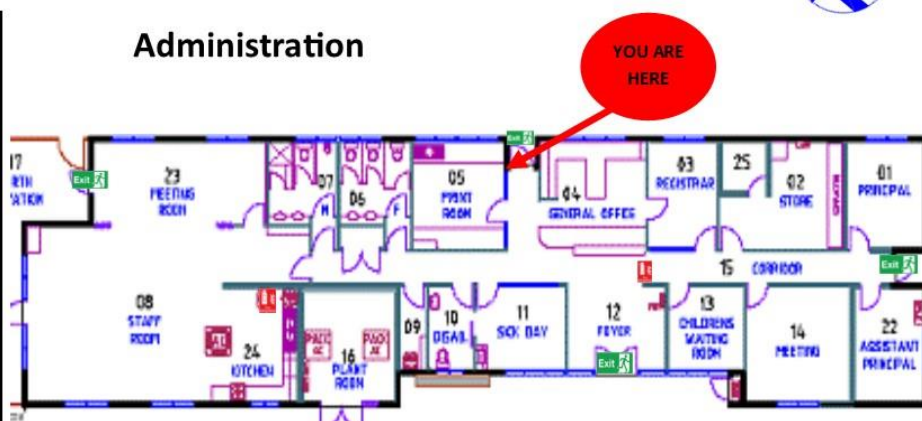 Administration
YOU ARE
HERE
Exit
23
MEETING
ROOM
07
M
06
F
05
PRINT
ROOM
04
GENERAL OFFICE
03
REGISTRAR
25
02
STORE
01
PRINCIPAL
Exit
17
15 CORRIDOR
Exit
08
STAFF
ROOM
24
KITCHEN
16
PLANT
ROOM
09
10
DISAB.
11
SICK BAY
12
FOYER
Exit
13
CHILDRENS
WAITING
ROOM
14
MEETING
22
ASSISTANT
PRINCIPAL